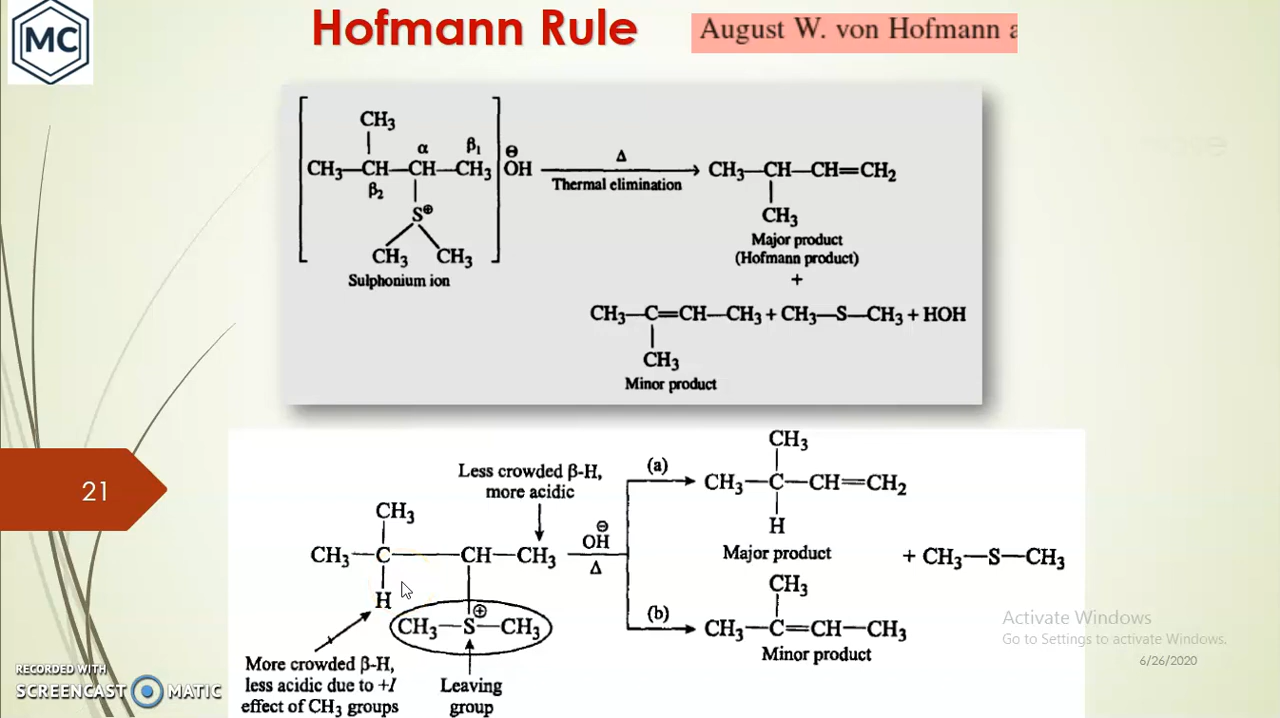 MC
Hofmann Rule
August W. von Hofmann a
CH₃
α
β₁
⊖
CH₃—CH—CH—CH₃
OH
Δ
Thermal elimination
CH₃—CH—CH=CH₂
β₂
S⊕
CH₃
CH₃ CH₃
Major product
(Hofmann product)
Sulphonium ion
+
CH₃—C=CH—CH₃ + CH₃—S—CH₃ + HOH
CH₃
Minor product
21
CH₃
Less crowded β-H,
more acidic
(a)
CH₃—C—CH=CH₂
CH₃
H
⊖
OH
CH₃—C—CH—CH₃
Δ
Major product
+ CH₃—S—CH₃
CH₃
H
⊕
CH₃—S—CH₃
(b)
CH₃—C=CH—CH₃
Minor product
More crowded β-H,
less acidic due to +I
effect of CH₃ groups
Leaving
group
Activate Windows
Go to Settings to activate Windows.
6/26/2020
RECORDED WITH
SCREENCAST MATIC